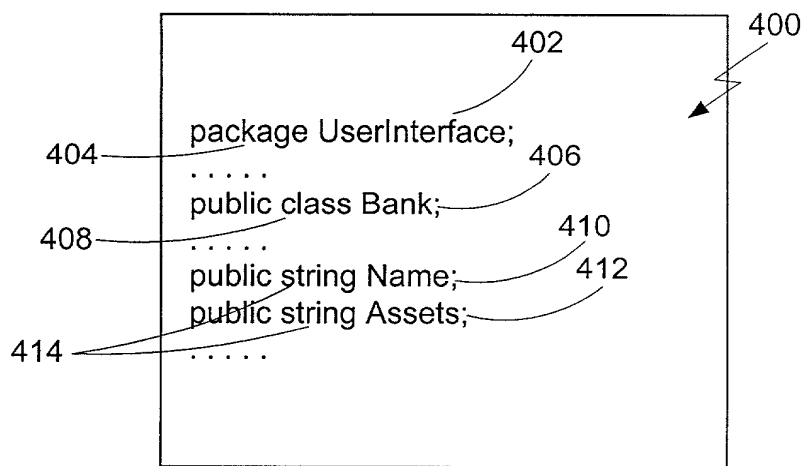 402
400
package UserInterface;
404
. . . . .
406
public class Bank;
408
. . . . .
410
public string Name;
412
public string Assets;
414
. . . . .